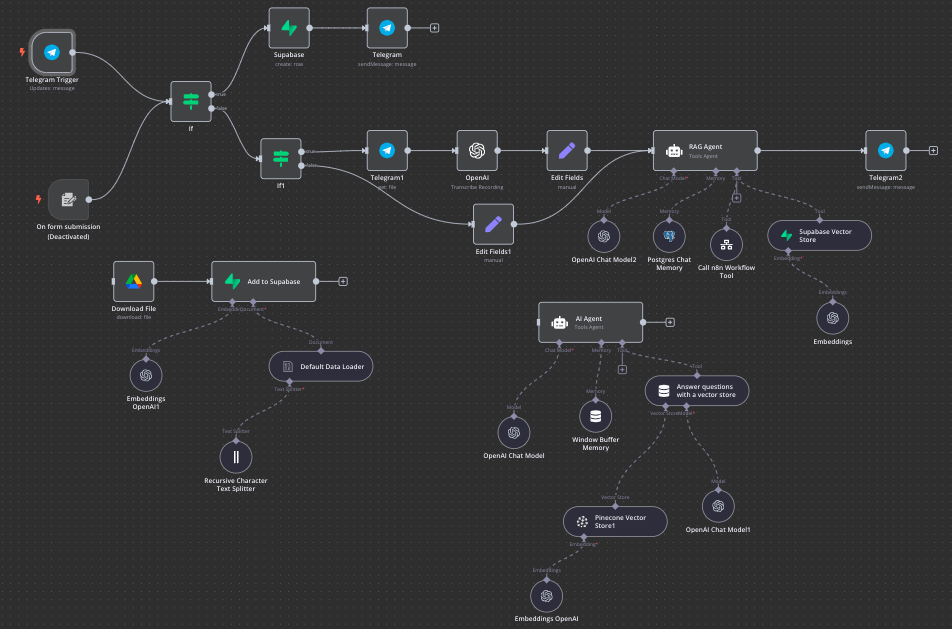 Supabase
create: row
Telegram
sendMessage: message
Telegram Trigger
Updates: message
true
false
If
true
false
If1
Telegram1
get: file
OpenAI
Transcribe Recording
Edit Fields
manual
RAG Agent
Tools Agent
Chat Model*
Memory
Tool
Telegram2
sendMessage: message
On form submission
(Deactivated)
Edit Fields1
manual
Model
OpenAI Chat Model2
Memory
Postgres Chat
Memory
Tool
Call n8n Workflow
Tool
Tool
Supabase Vector
Store
Embedding*
Embeddings
Embeddings
Download File
download: file
Add to Supabase
Document*
Embeddings
Embeddings
OpenAI1
Document
Default Data Loader
Text Splitter*
Text Splitter
Recursive Character
Text Splitter
AI Agent
Tools Agent
Chat Model*
Memory
Tool
Model
OpenAI Chat Model
Memory
Window Buffer
Memory
Tool
Answer questions
with a vector store
Vector Store*
Model*
Vector Store
Pinecone Vector
Store1
Embedding*
Model
OpenAI Chat Model1
Embeddings
Embeddings OpenAI